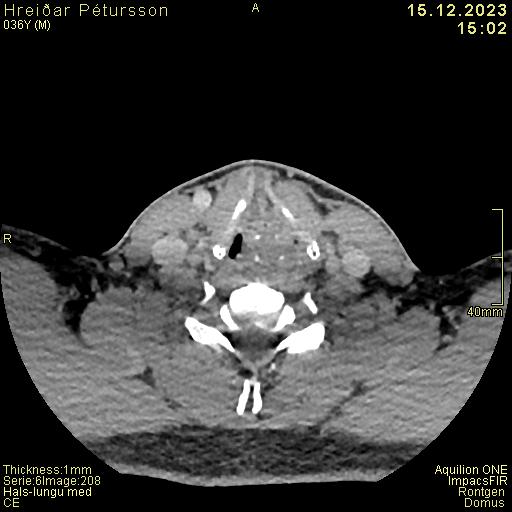 Hreiðar Pétursson
036Y (M)
A
15.12.2023
15:02
R
40mm
Thickness:1mm
Serie:6Image:208
Hals-lungu med
CE
Aquilion ONE
ImpacsFIR
Rontgen
Domus